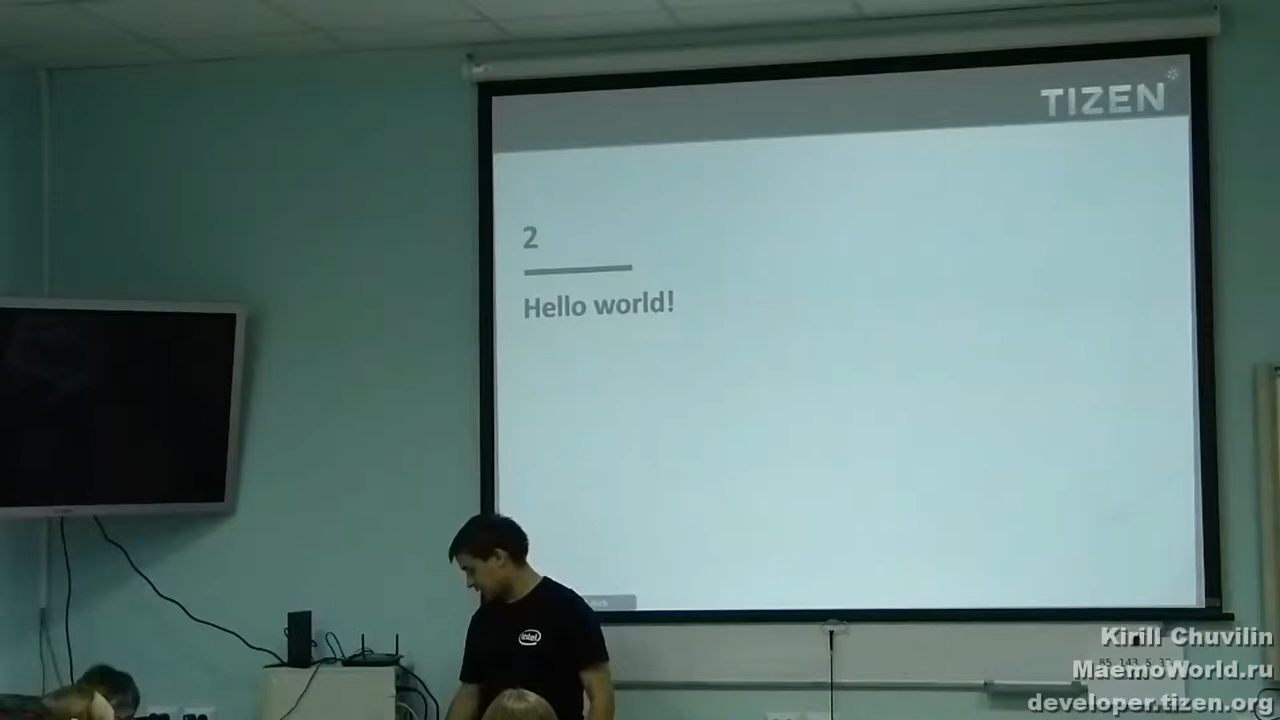 TIZEN
2
Hello world!
intel
Kirill Chuvilin
MaemoWorld.ru
developer.tizen.org